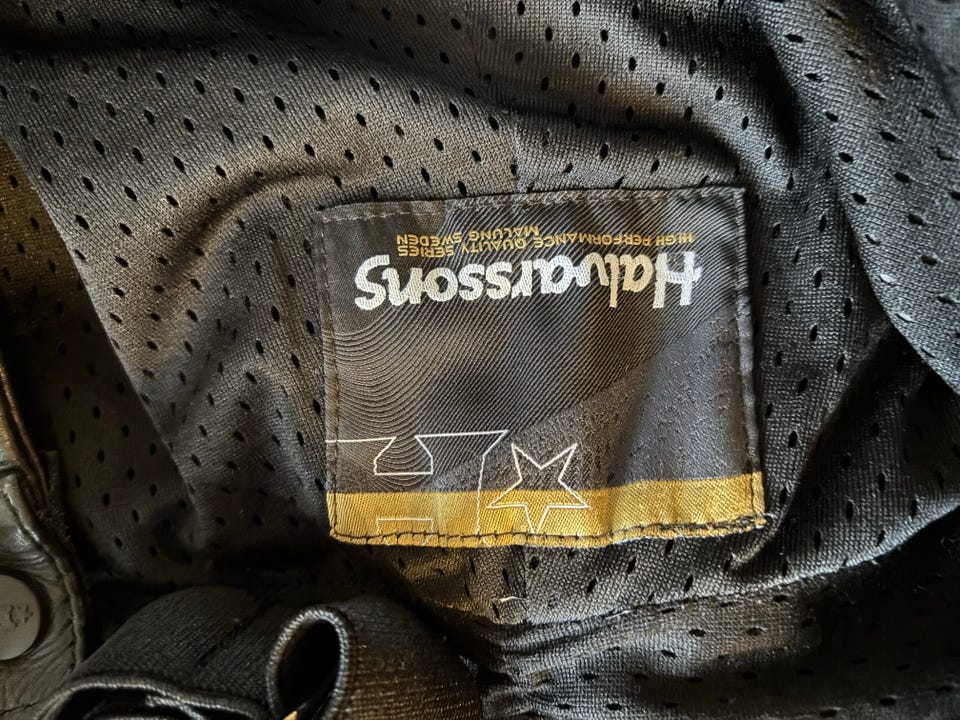 Halvarssons
HIGH PERFORMANCE QUALITY SERIES
MALUNG SWEDEN